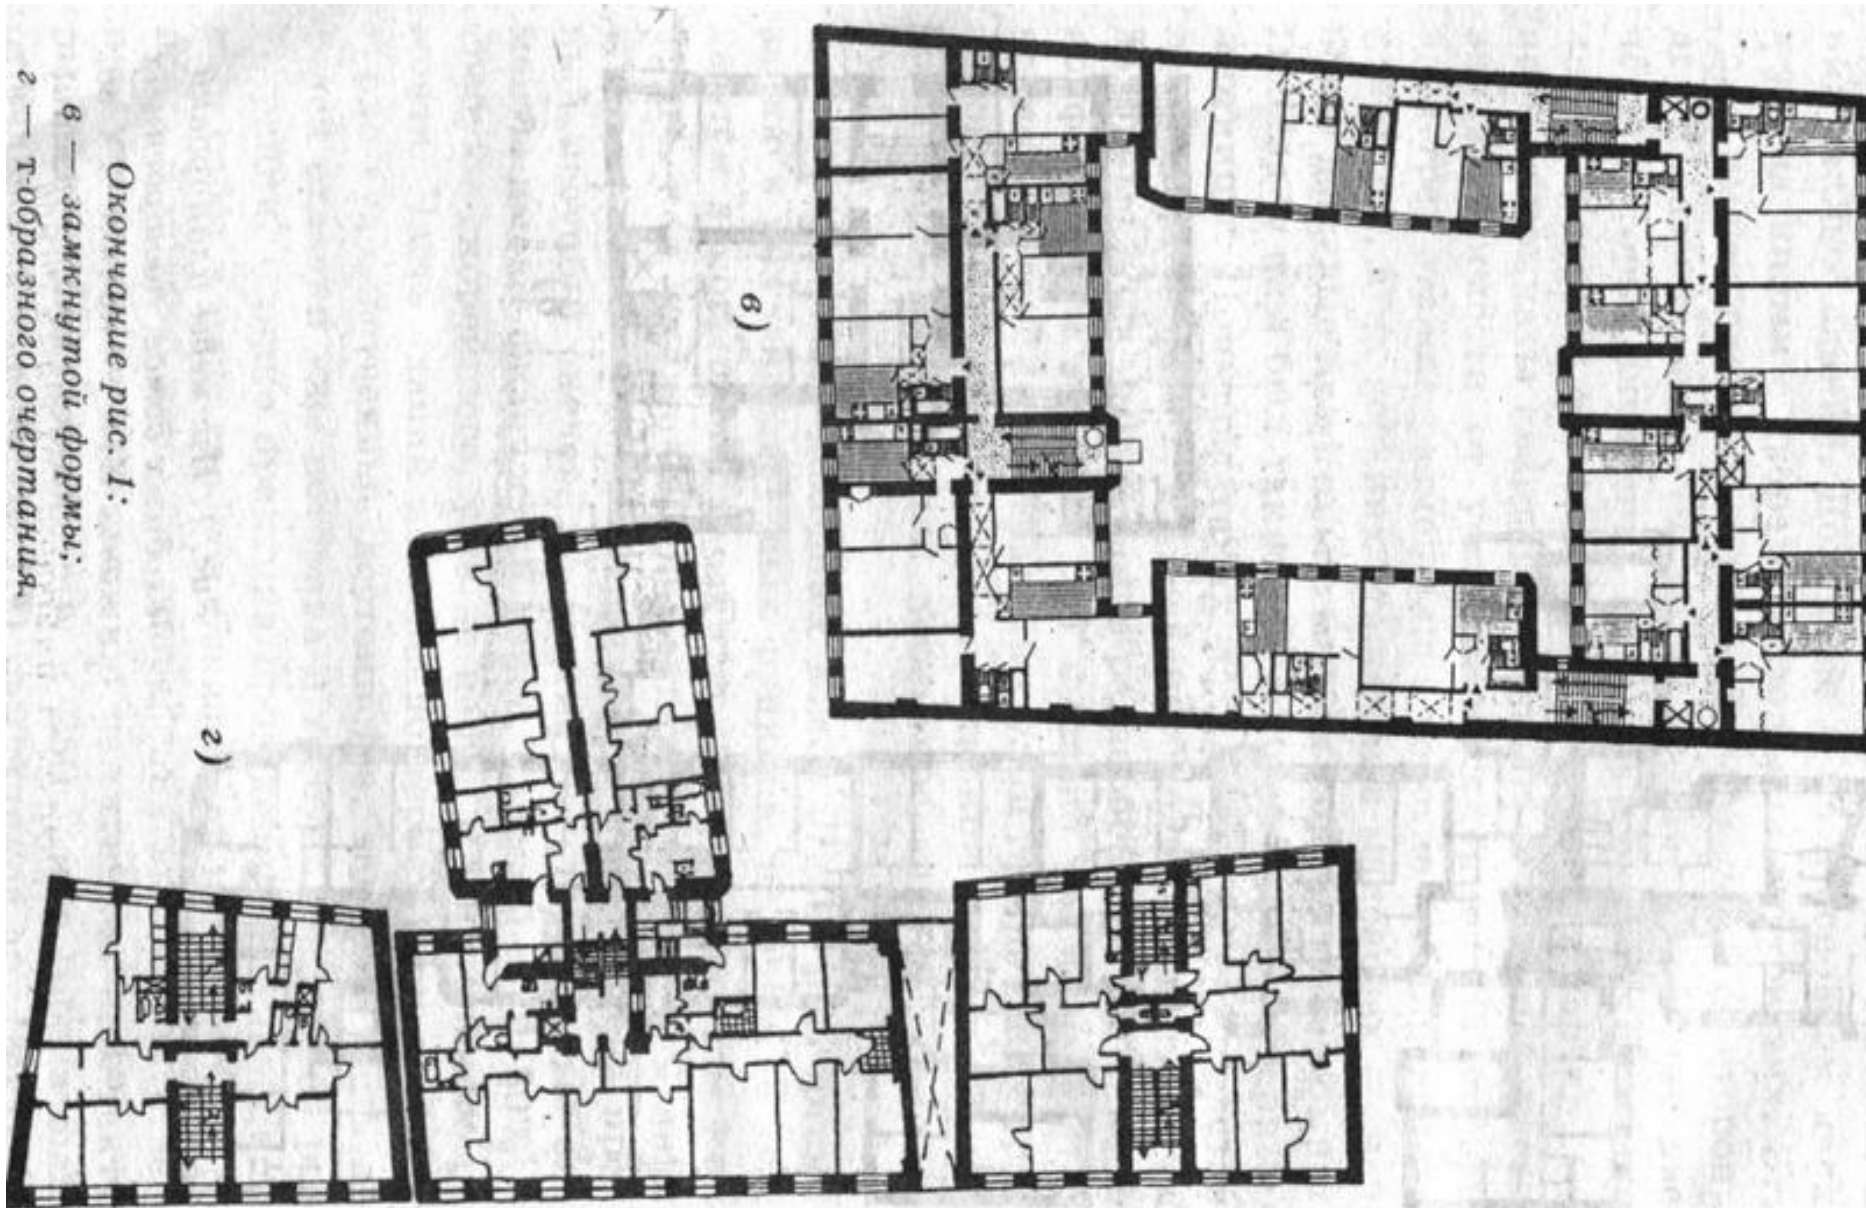 Окончание рис. 1:
в — замкнутой формы;
г — т-образного очертания.
в)
г)